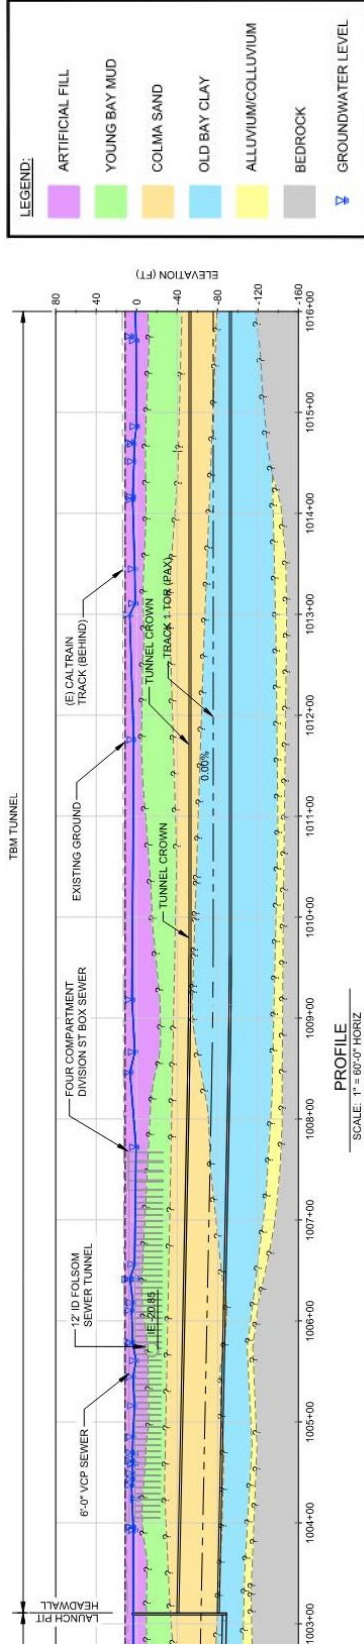 TBM TUNNEL
LAUNCH PIT
HEADWALL
6'-0" VCP SEWER
12' ID FOLSOM
SEWER TUNNEL
FOUR COMPARTMENT
DIVISION ST BOX SEWER
EXISTING GROUND
(E) CALTRAIN
TRACK (BEHIND)
TUNNEL CROWN
TUNNEL CROWN
TRACK 1 TOR (PAX)
IE -20.85
0.00%
80
40
0
-40
-80
-120
-160
ELEVATION (FT)
1003+00
1004+00
1005+00
1006+00
1007+00
1008+00
1009+00
1010+00
1011+00
1012+00
1013+00
1014+00
1015+00
1016+00
PROFILE
SCALE: 1" = 60'-0" HORIZ
LEGEND:
ARTIFICIAL FILL
YOUNG BAY MUD
COLMA SAND
OLD BAY CLAY
ALLUVIUM/COLLUVIUM
BEDROCK
GROUNDWATER LEVEL